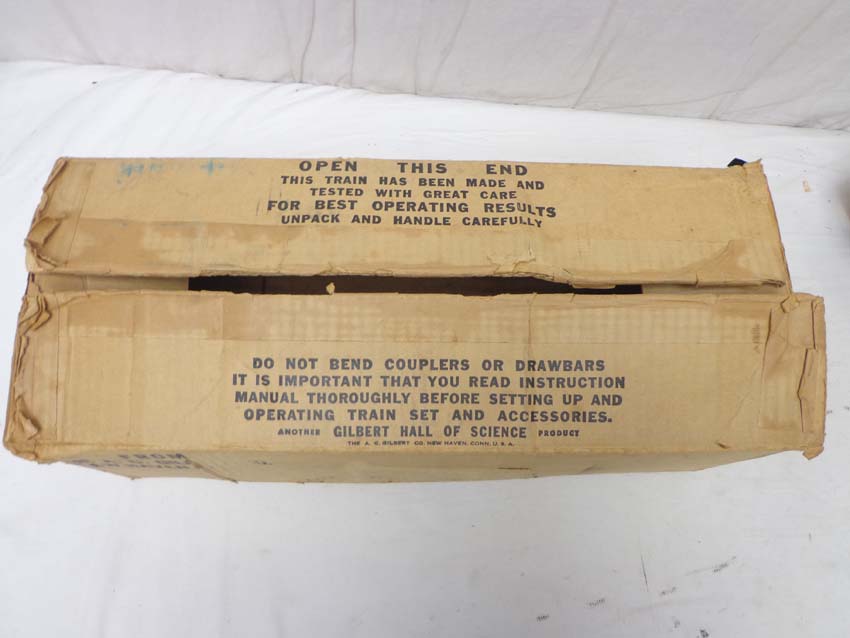 OPEN THIS END
THIS TRAIN HAS BEEN MADE AND
TESTED WITH GREAT CARE
FOR BEST OPERATING RESULTS
UNPACK AND HANDLE CAREFULLY
DO NOT BEND COUPLERS OR DRAWBARS
IT IS IMPORTANT THAT YOU READ INSTRUCTION
MANUAL THOROUGHLY BEFORE SETTING UP AND
OPERATING TRAIN SET AND ACCESSORIES.
ANOTHER GILBERT HALL OF SCIENCE PRODUCT
THE A. C. GILBERT CO. NEW HAVEN, CONN. U. S. A.
FROM